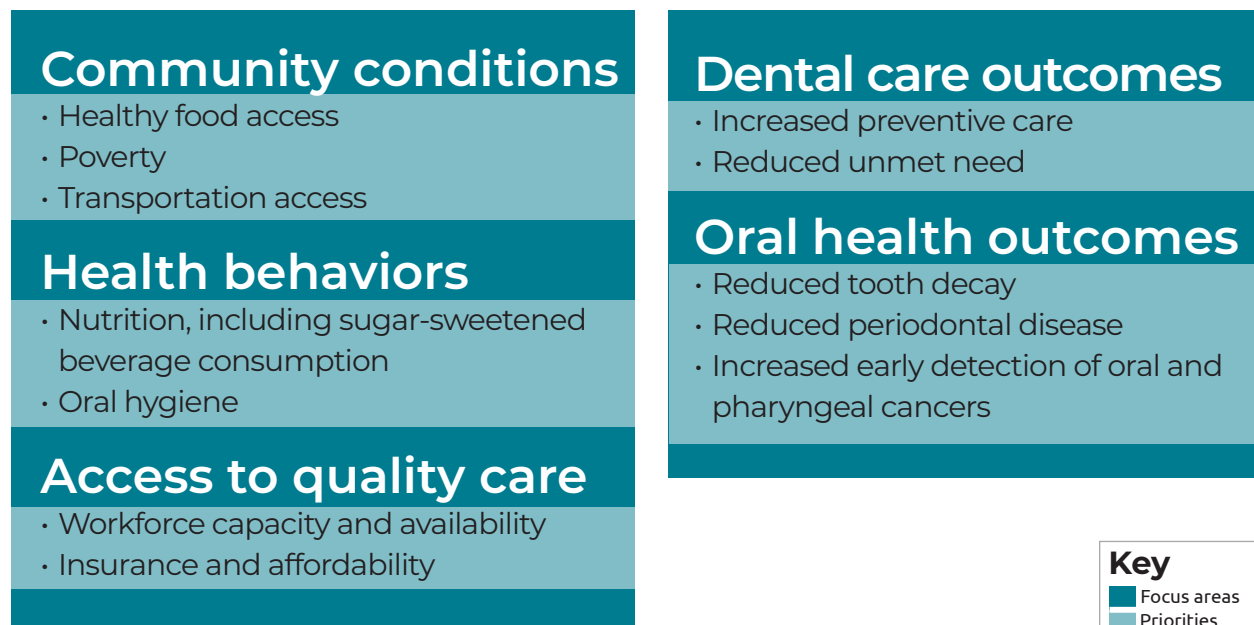 Community conditions
• Healthy food access
• Poverty
• Transportation access
Health behaviors
• Nutrition, including sugar-sweetened
beverage consumption
• Oral hygiene
Access to quality care
• Workforce capacity and availability
• Insurance and affordability
Dental care outcomes
• Increased preventive care
• Reduced unmet need
Oral health outcomes
• Reduced tooth decay
• Reduced periodontal disease
• Increased early detection of oral and
pharyngeal cancers
Key
Focus areas
Priorities